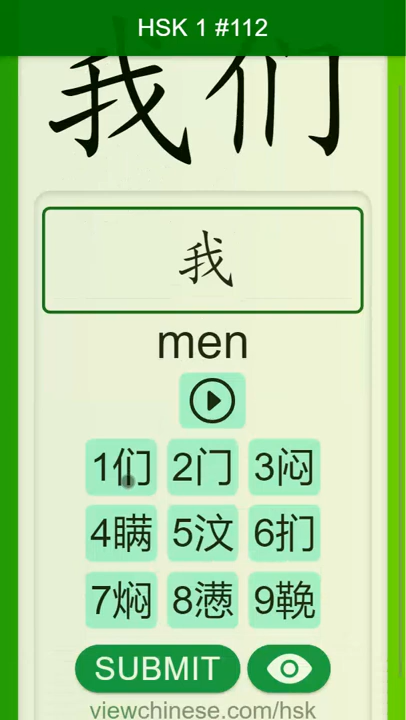 HSK 1 #112
我们
我
men
1们 2门 3闷
4瞒 5汶 6扪
7焖 8懑 9鞔
SUBMIT
viewchinese.com/hsk